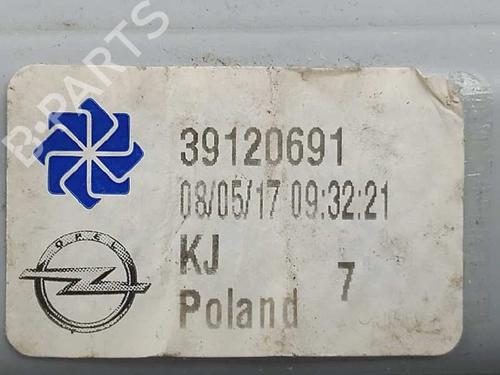 B-PARTS
39120691
08/05/17 09:32:21
KJ 7
Poland
OPEL